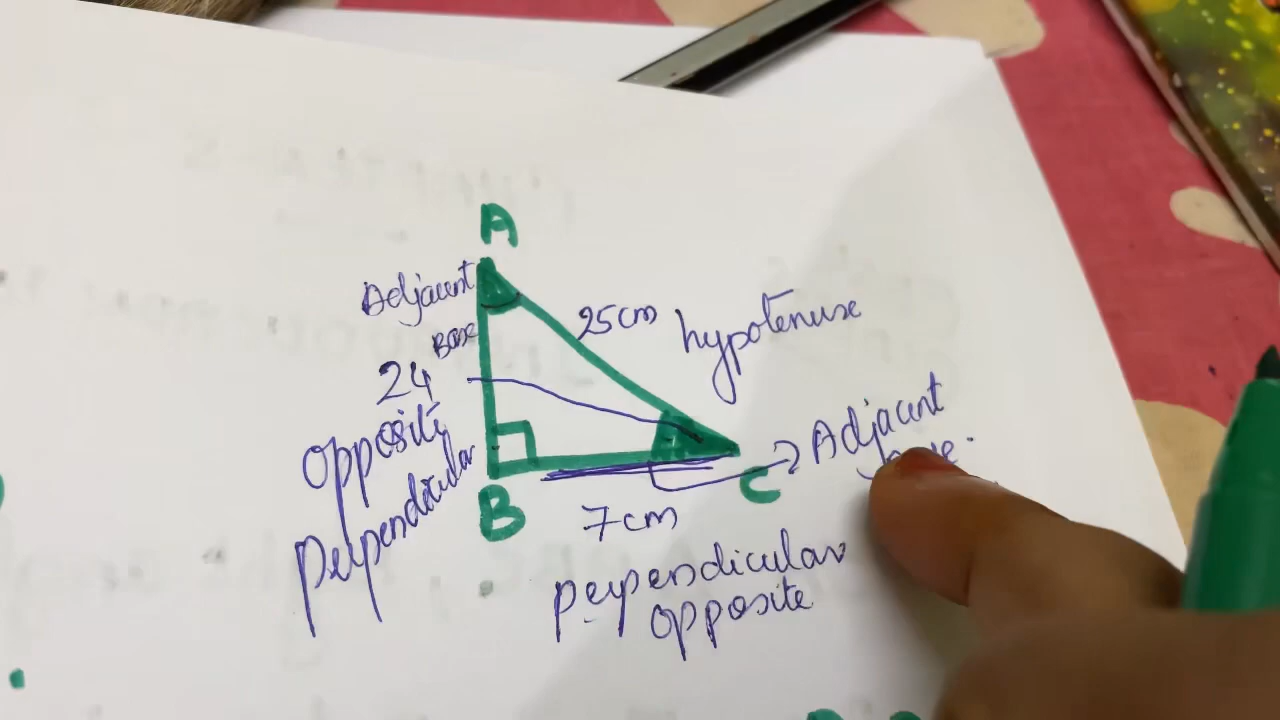 A
Adjacent
Base
25cm
hypotenuse
24
opposite
perpendicular
Adjacent
B
C
7cm
perpendicular
opposite